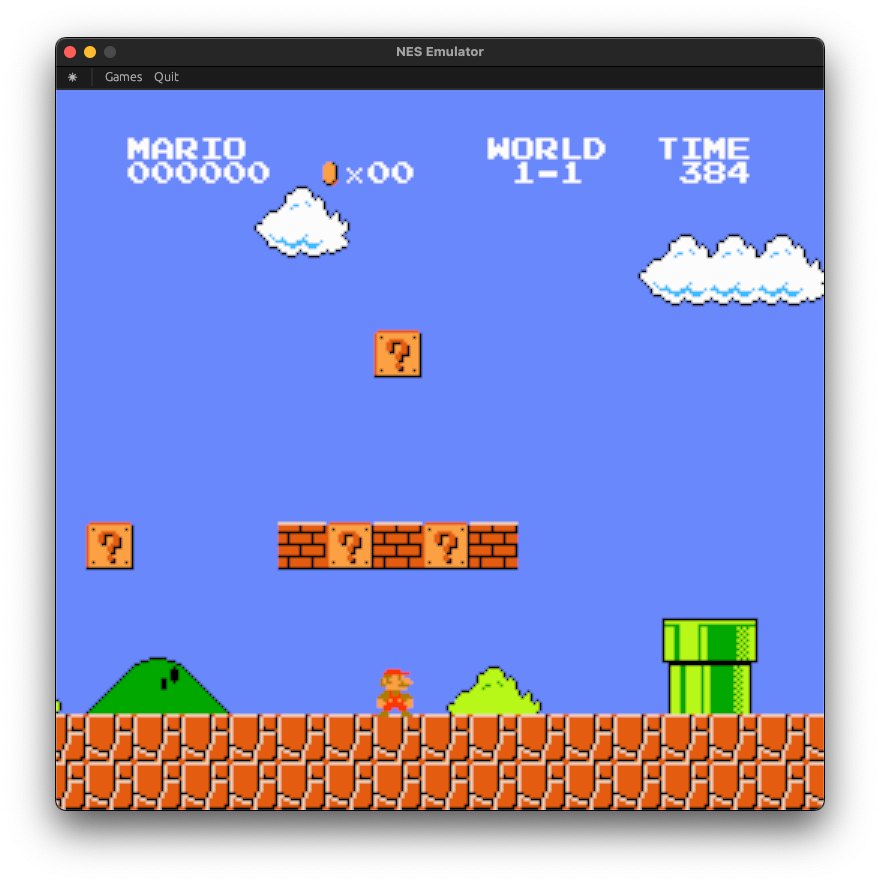 NES Emulator
Games Quit
MARIO WORLD TIME
000000 ×00 1-1 384
?
? ? ?